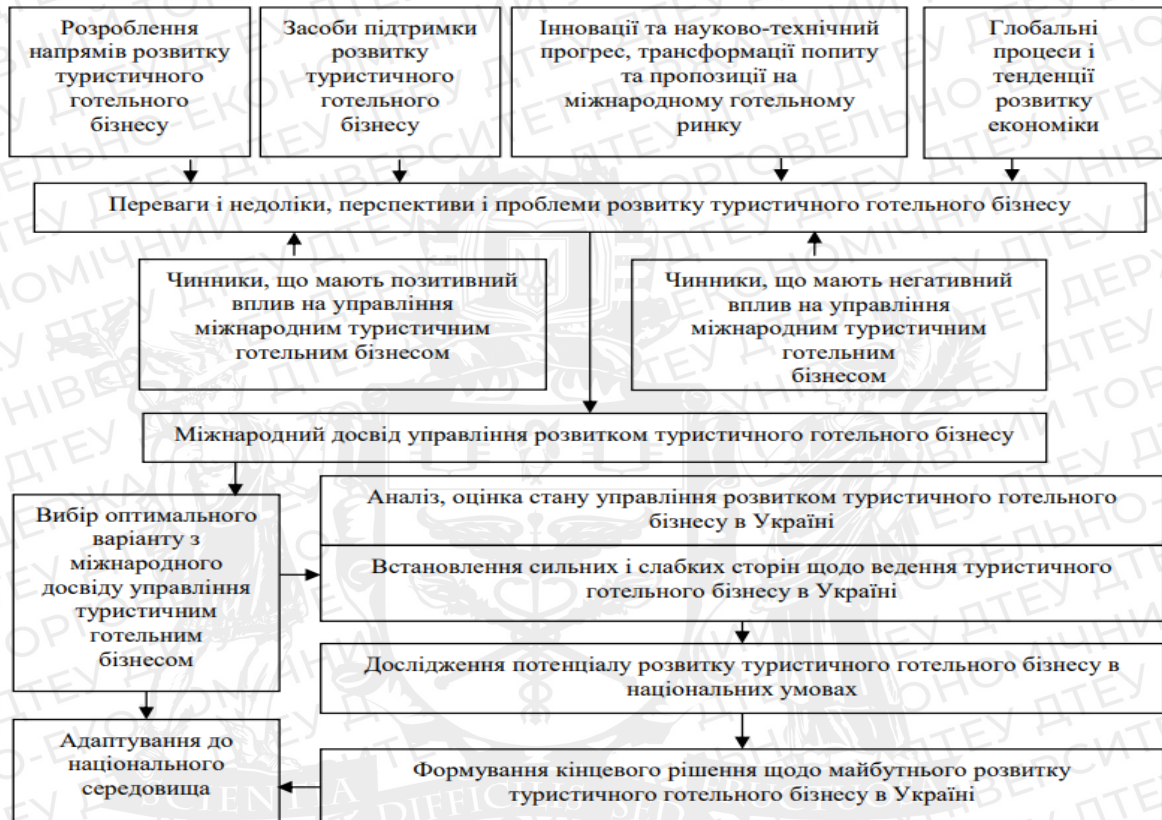 Розроблення
напрямів розвитку
туристичного
готельного
бізнесу
Засоби підтримки
розвитку
туристичного
готельного
бізнесу
Інновації та науково-технічний
прогрес, трансформації попиту
та пропозиції на
міжнародному готельному
ринку
Глобальні
процеси і
тенденції
розвитку
економіки
Переваги і недоліки, перспективи і проблеми розвитку туристичного готельного бізнесу
Чинники, що мають позитивний
вплив на управління
міжнародним туристичним
готельним бізнесом
Чинники, що мають негативний
вплив на управління
міжнародним туристичним
готельним
бізнесом
Міжнародний досвід управління розвитком туристичного готельного бізнесу
Вибір оптимального
варіанту з
міжнародного
досвіду управління
туристичним
готельним
бізнесом
Аналіз, оцінка стану управління розвитком туристичного готельного
бізнесу в Україні
Встановлення сильних і слабких сторін щодо ведення туристичного
готельного бізнесу в Україні
Дослідження потенціалу розвитку туристичного готельного бізнесу в
національних умовах
Адаптування до
національного
середовища
Формування кінцевого рішення щодо майбутнього розвитку
туристичного готельного бізнесу в Україні